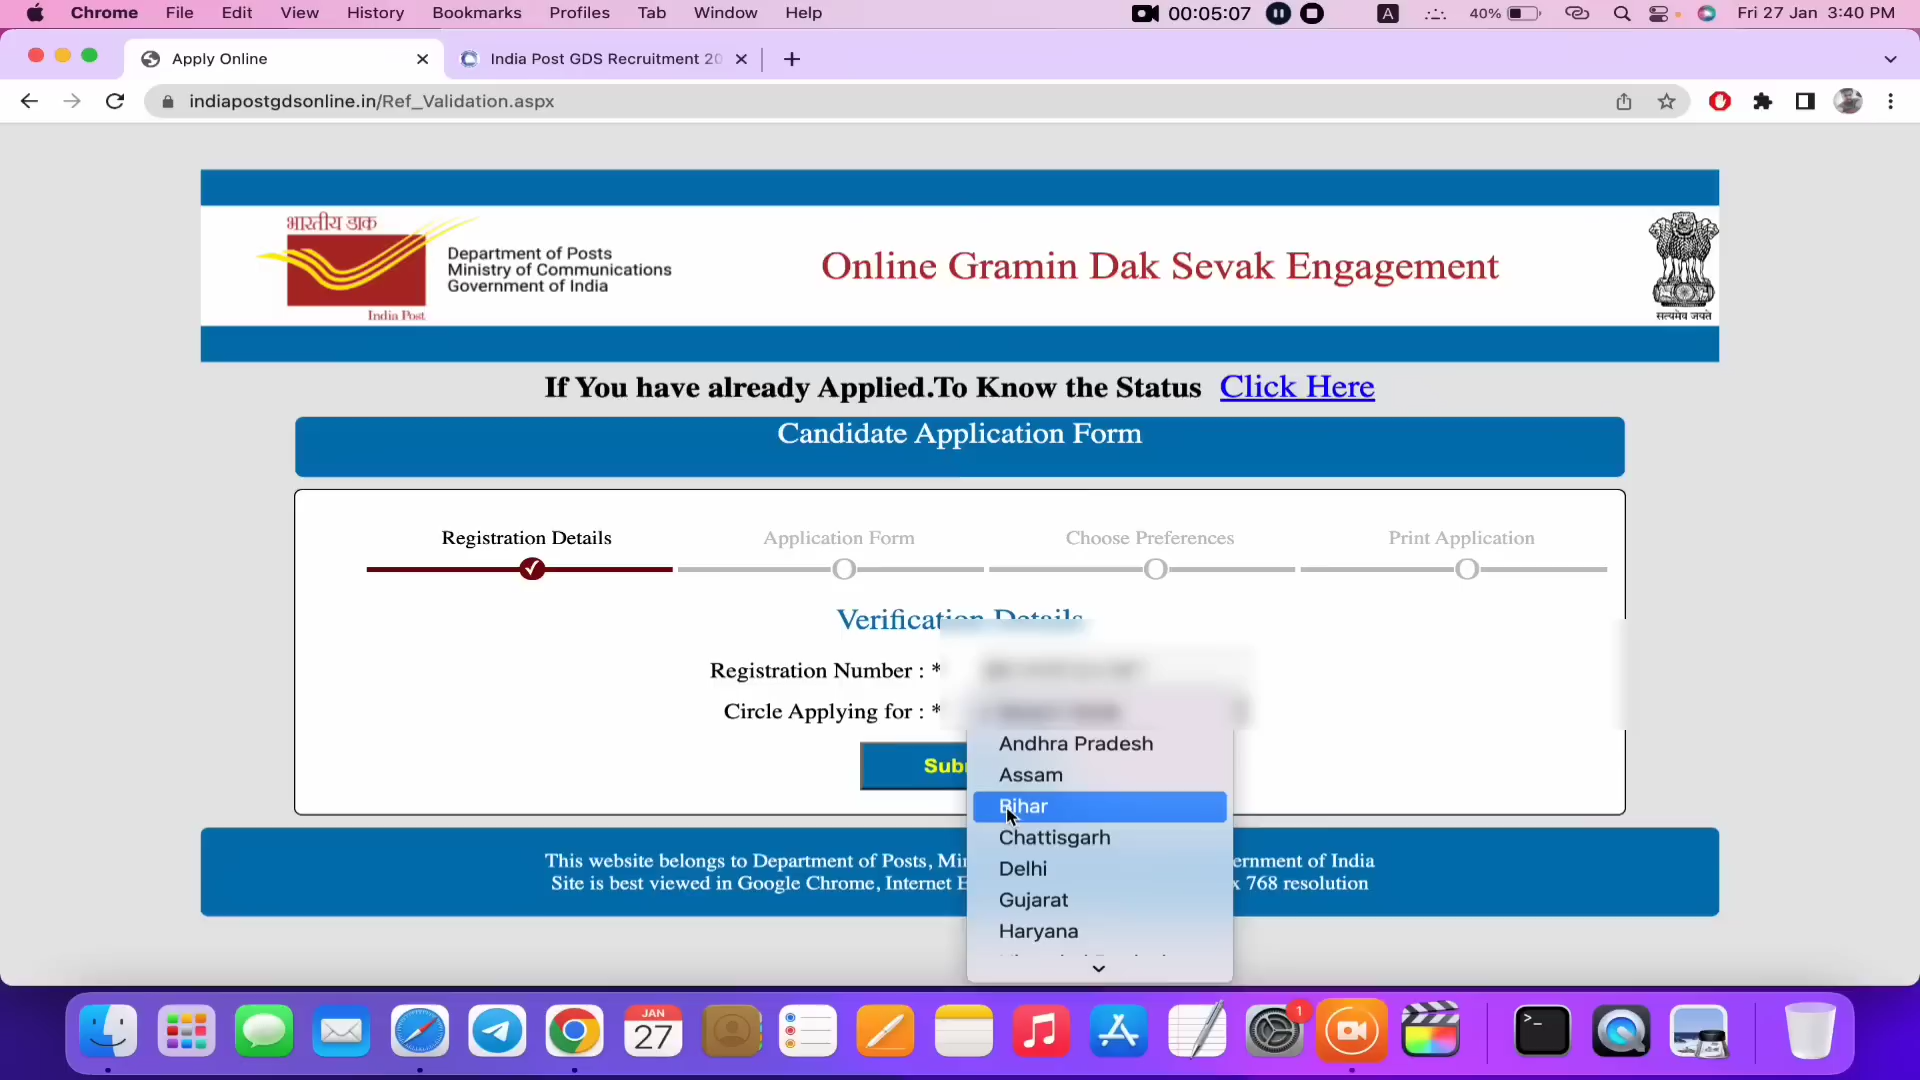 Chrome File Edit View History Bookmarks Profiles Tab Window Help 00:05:07 A 40% Fri 27 Jan 3:40 PM
Apply Online India Post GDS Recruitment 20
indiapostgdsonline.in/Ref_Validation.aspx
भारतीय डाक
Department of Posts
Ministry of Communications
Government of India
India Post
Online Gramin Dak Sevak Engagement
सत्यमेव जयते
If You have already Applied.To Know the Status Click Here
Candidate Application Form
Registration Details Application Form Choose Preferences Print Application
Verification Details
Registration Number : *
Circle Applying for : *
Andhra Pradesh
Assam
Bihar
Chattisgarh
Delhi
Gujarat
Haryana
Sub
This website belongs to Department of Posts, Min ernment of India
Site is best viewed in Google Chrome, Internet E x 768 resolution
JAN
27
1